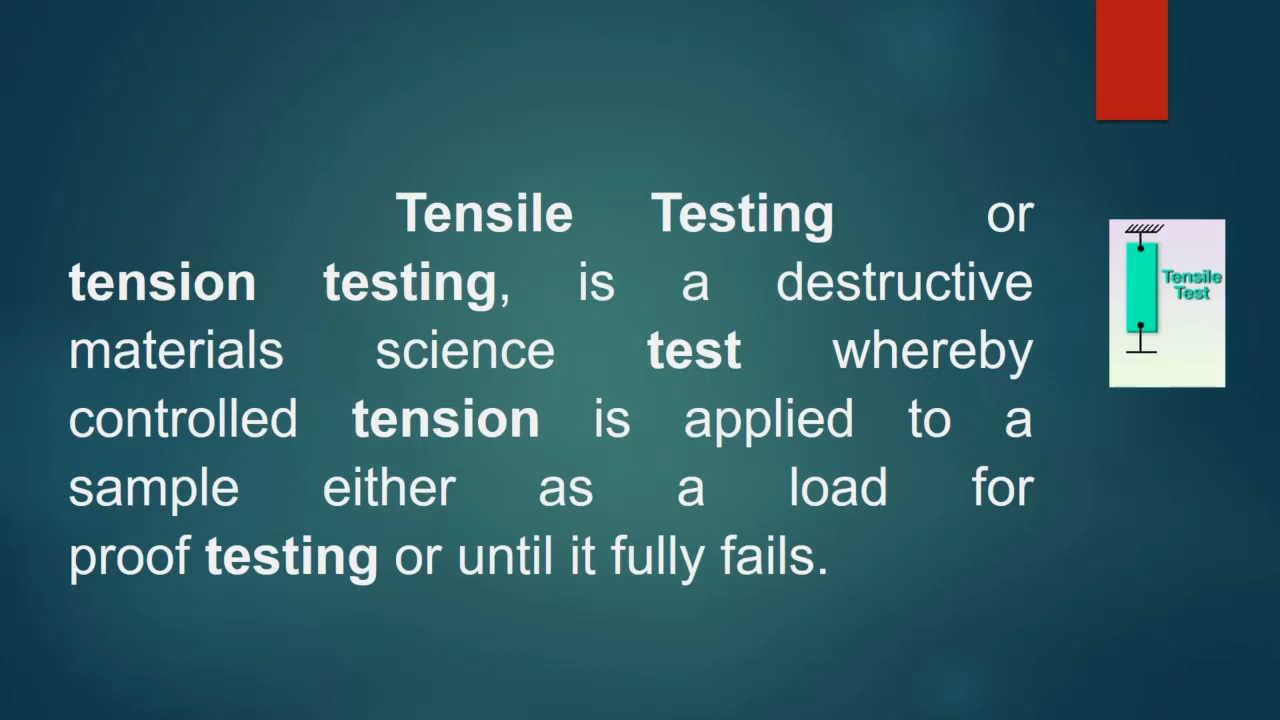 Tensile Testing or
tension testing, is a destructive
materials science test whereby
controlled tension is applied to a
sample either as a load for
proof testing or until it fully fails.
Tensile
Test